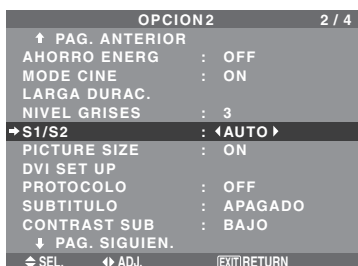 OPCION2 2/4
↑ PAG. ANTERIOR
AHORRO ENERG : OFF
MODE CINE : ON
LARGA DURAC.
NIVEL GRISES : 3
→ S1/S2 : ◀ AUTO ▶
PICTURE SIZE : ON
DVI SET UP
PROTOCOLO : OFF
SUBTITULO : APAGADO
CONTRAST SUB : BAJO
↓ PAG. SIGUIEN.
◆ SEL. ◀▶ ADJ. EXIT RETURN